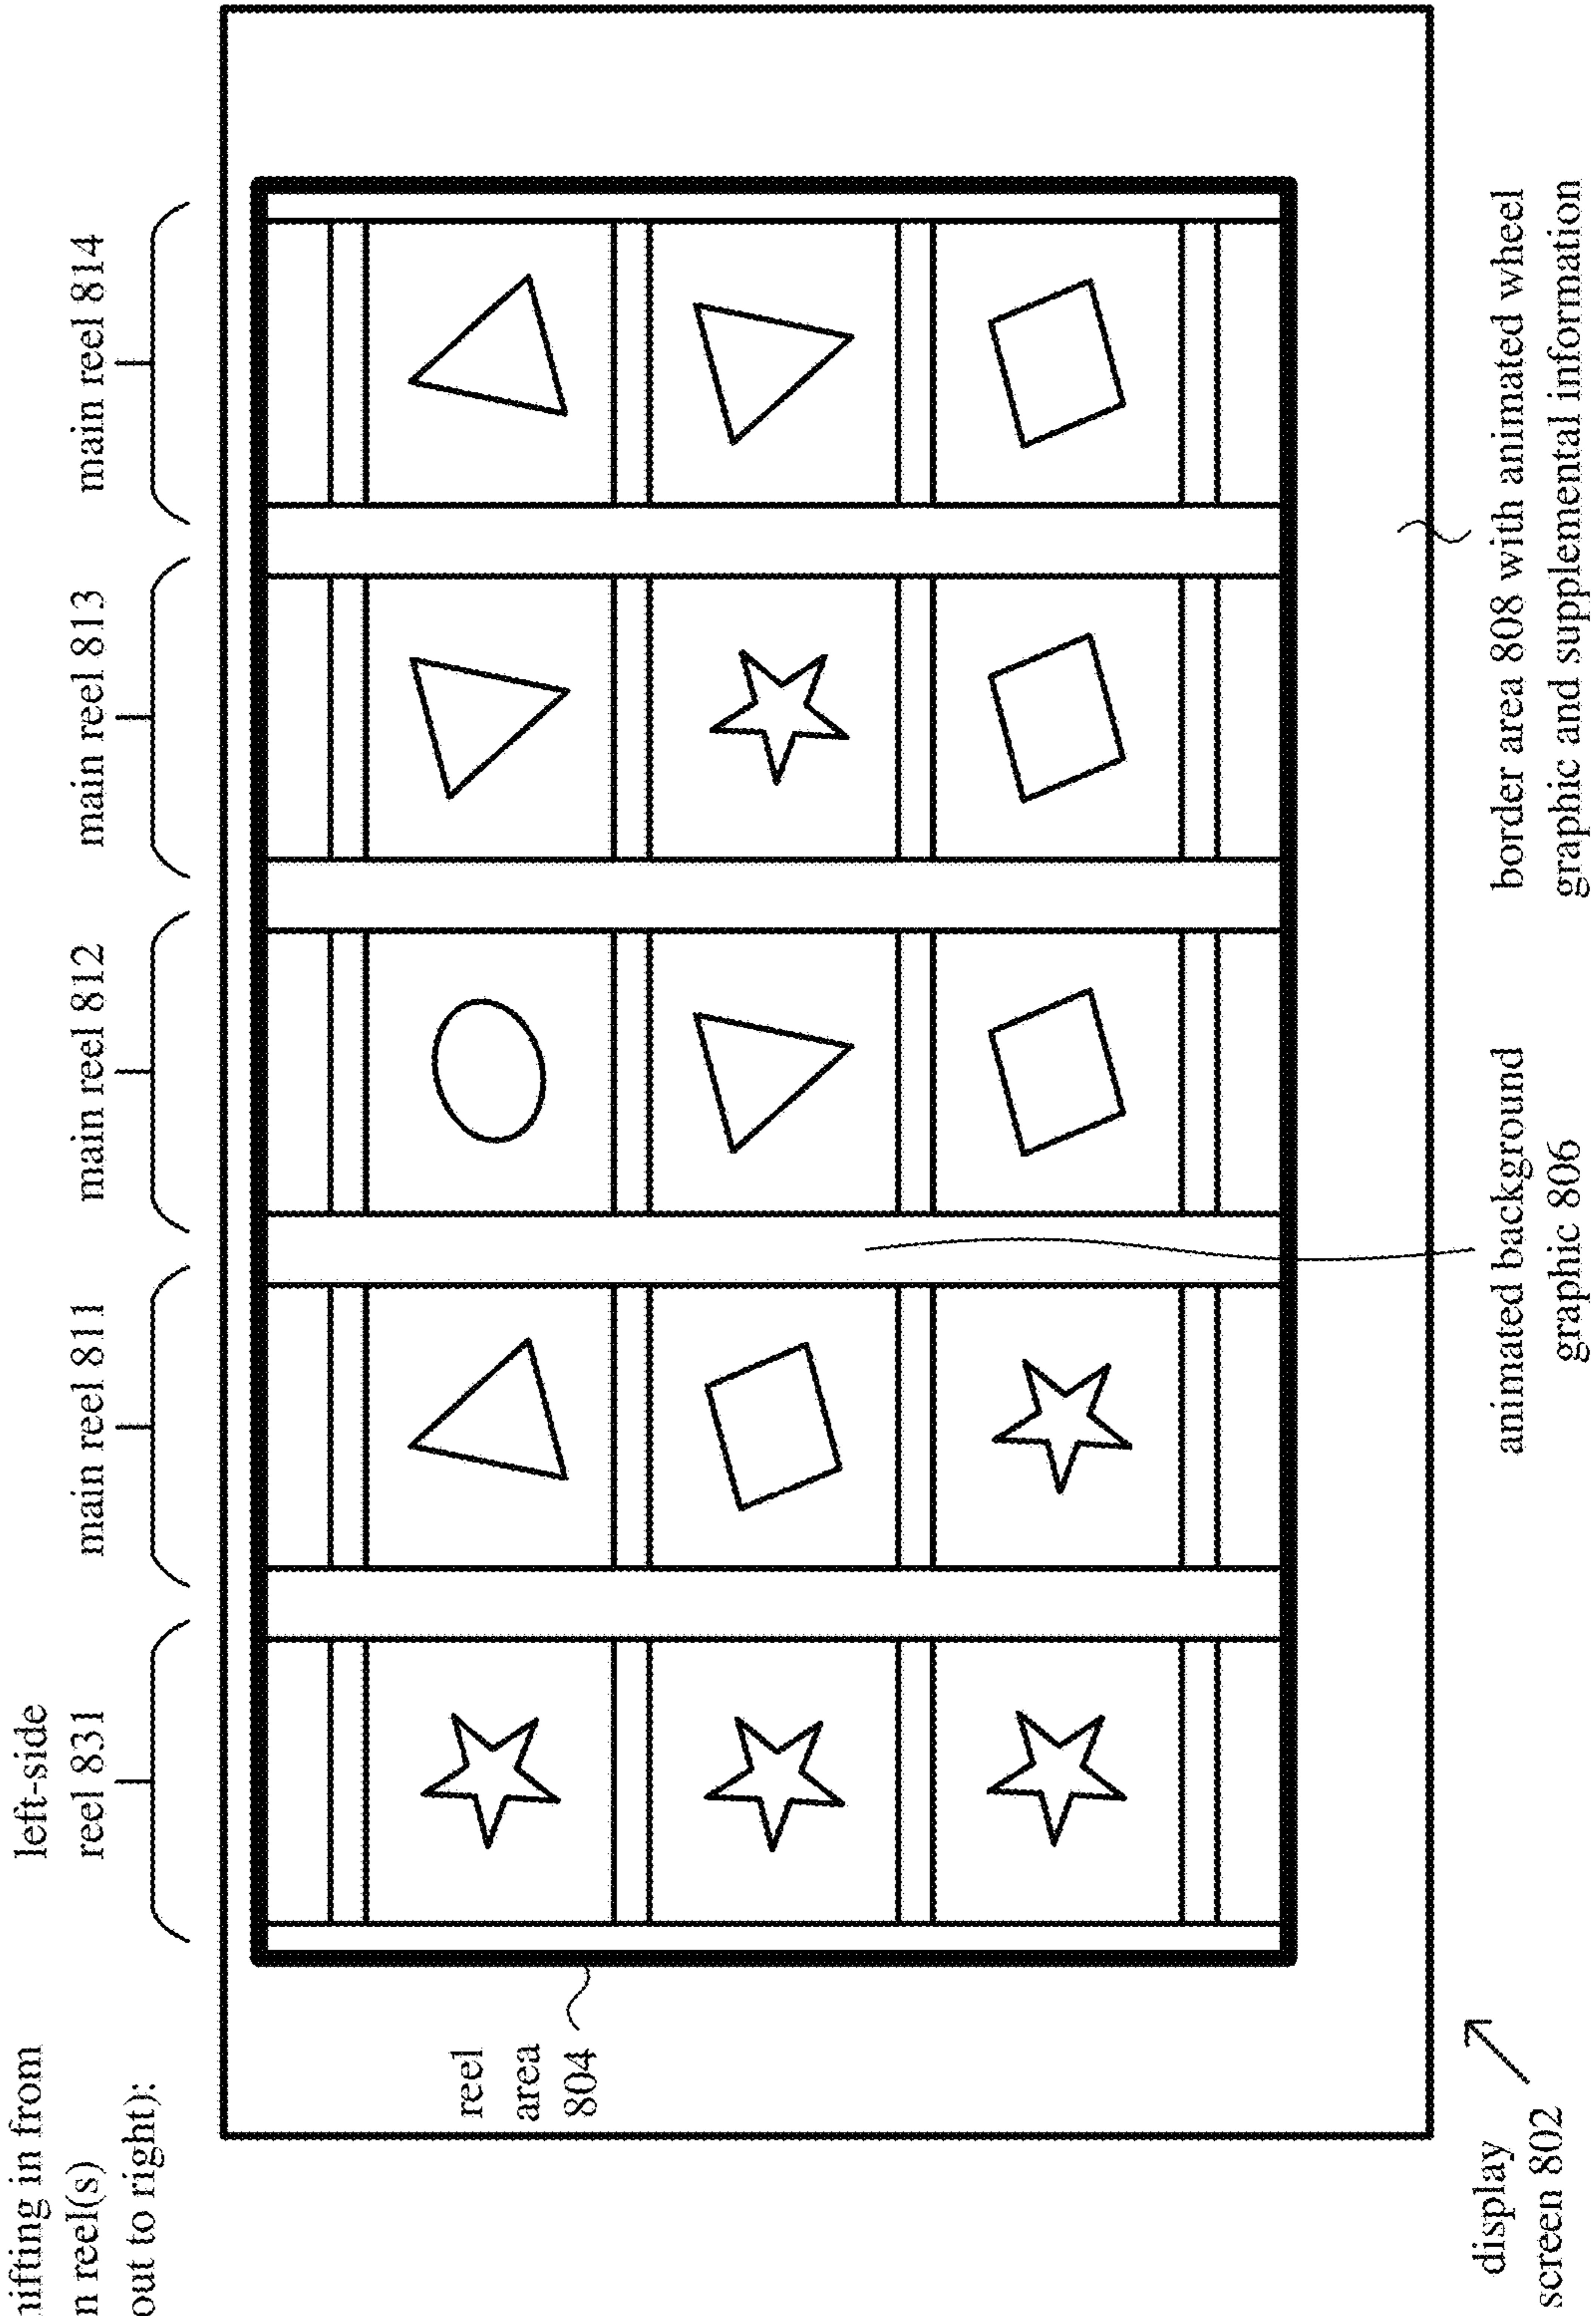 in from
reel(s)
out to right):
left-side
reel 831
main reel 811
main reel 812
main reel 813
main reel 814
reel
area
804
display
screen 802
animated background
graphic 806
border area 808 with animated wheel
graphic and supplemental information